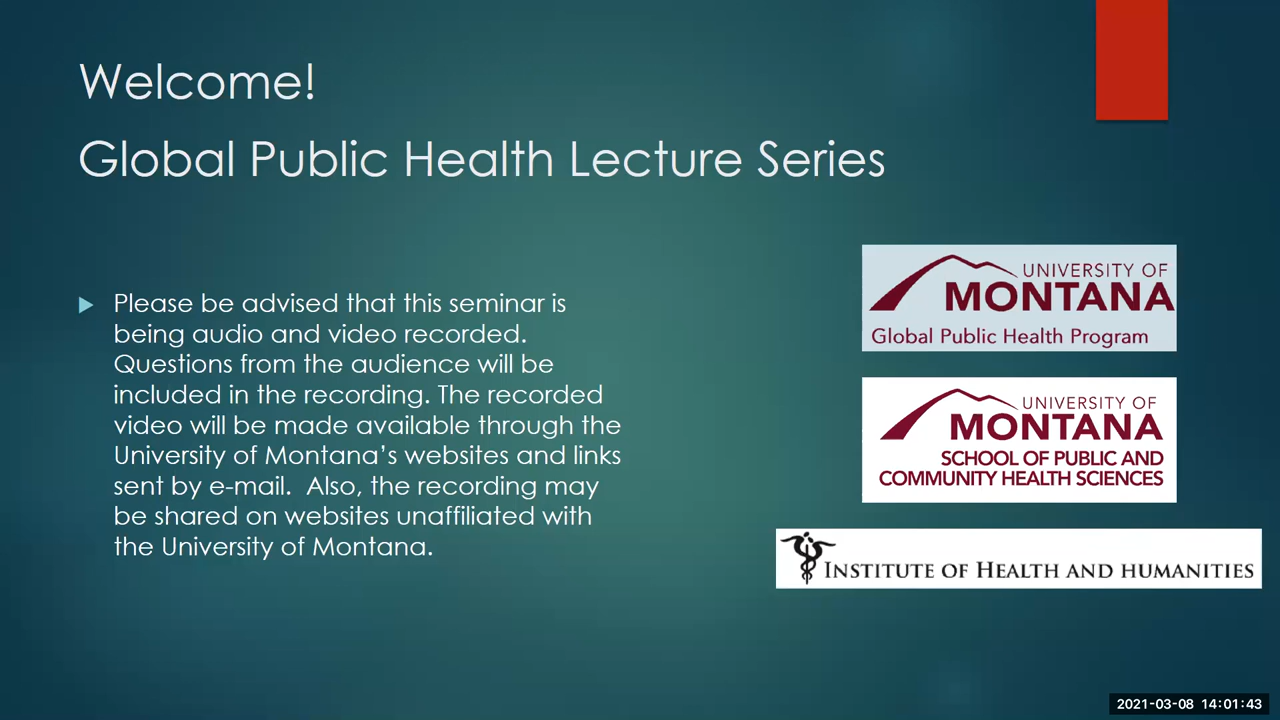 Welcome!
Global Public Health Lecture Series
Please be advised that this seminar is
being audio and video recorded.
Questions from the audience will be
included in the recording. The recorded
video will be made available through the
University of Montana’s websites and links
sent by e-mail.  Also, the recording may
be shared on websites unaffiliated with
the University of Montana.
UNIVERSITY OF
MONTANA
Global Public Health Program
UNIVERSITY OF
MONTANA
SCHOOL OF PUBLIC AND
COMMUNITY HEALTH SCIENCES
INSTITUTE OF HEALTH AND HUMANITIES
2021-03-08 14:01:43